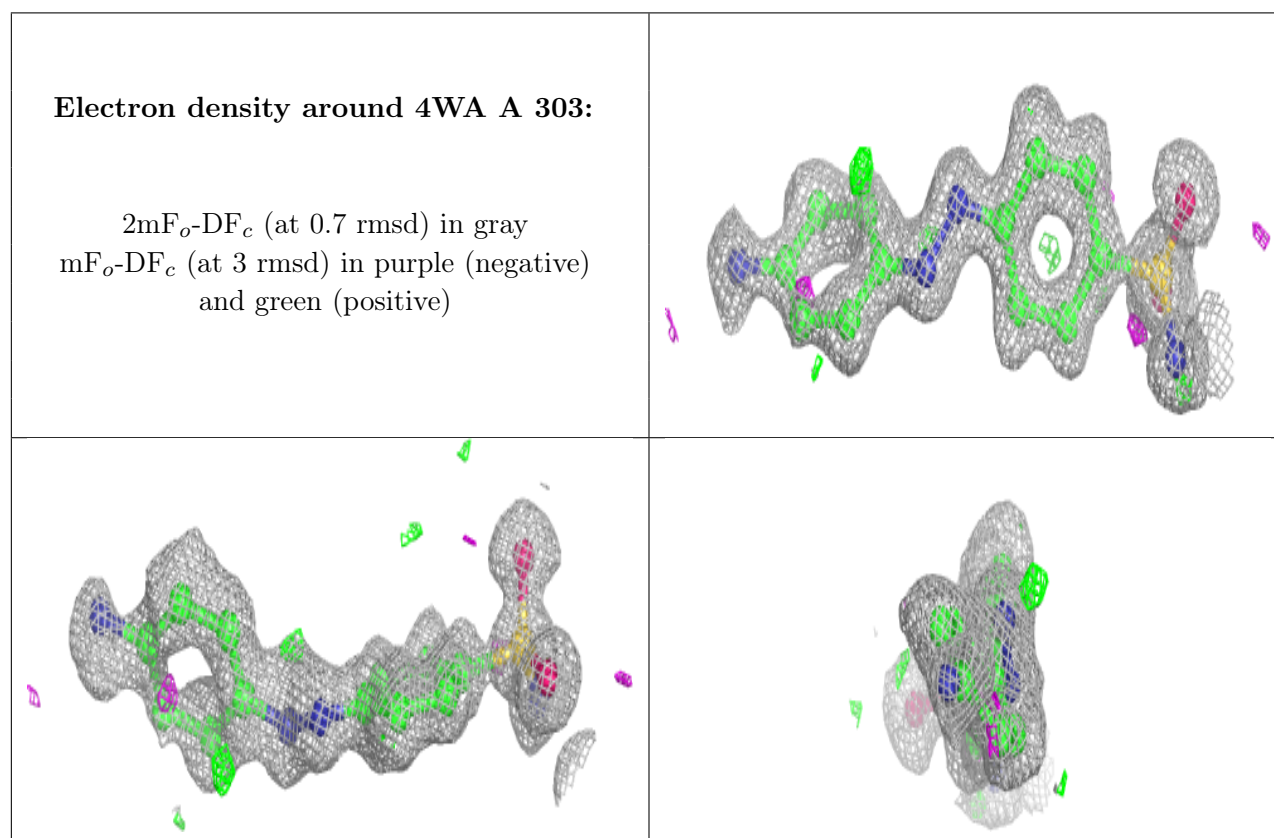 Electron density around 4WA A 303:
2mFₒ-DF𝒸 (at 0.7 rmsd) in gray
mFₒ-DF𝒸 (at 3 rmsd) in purple (negative)
and green (positive)